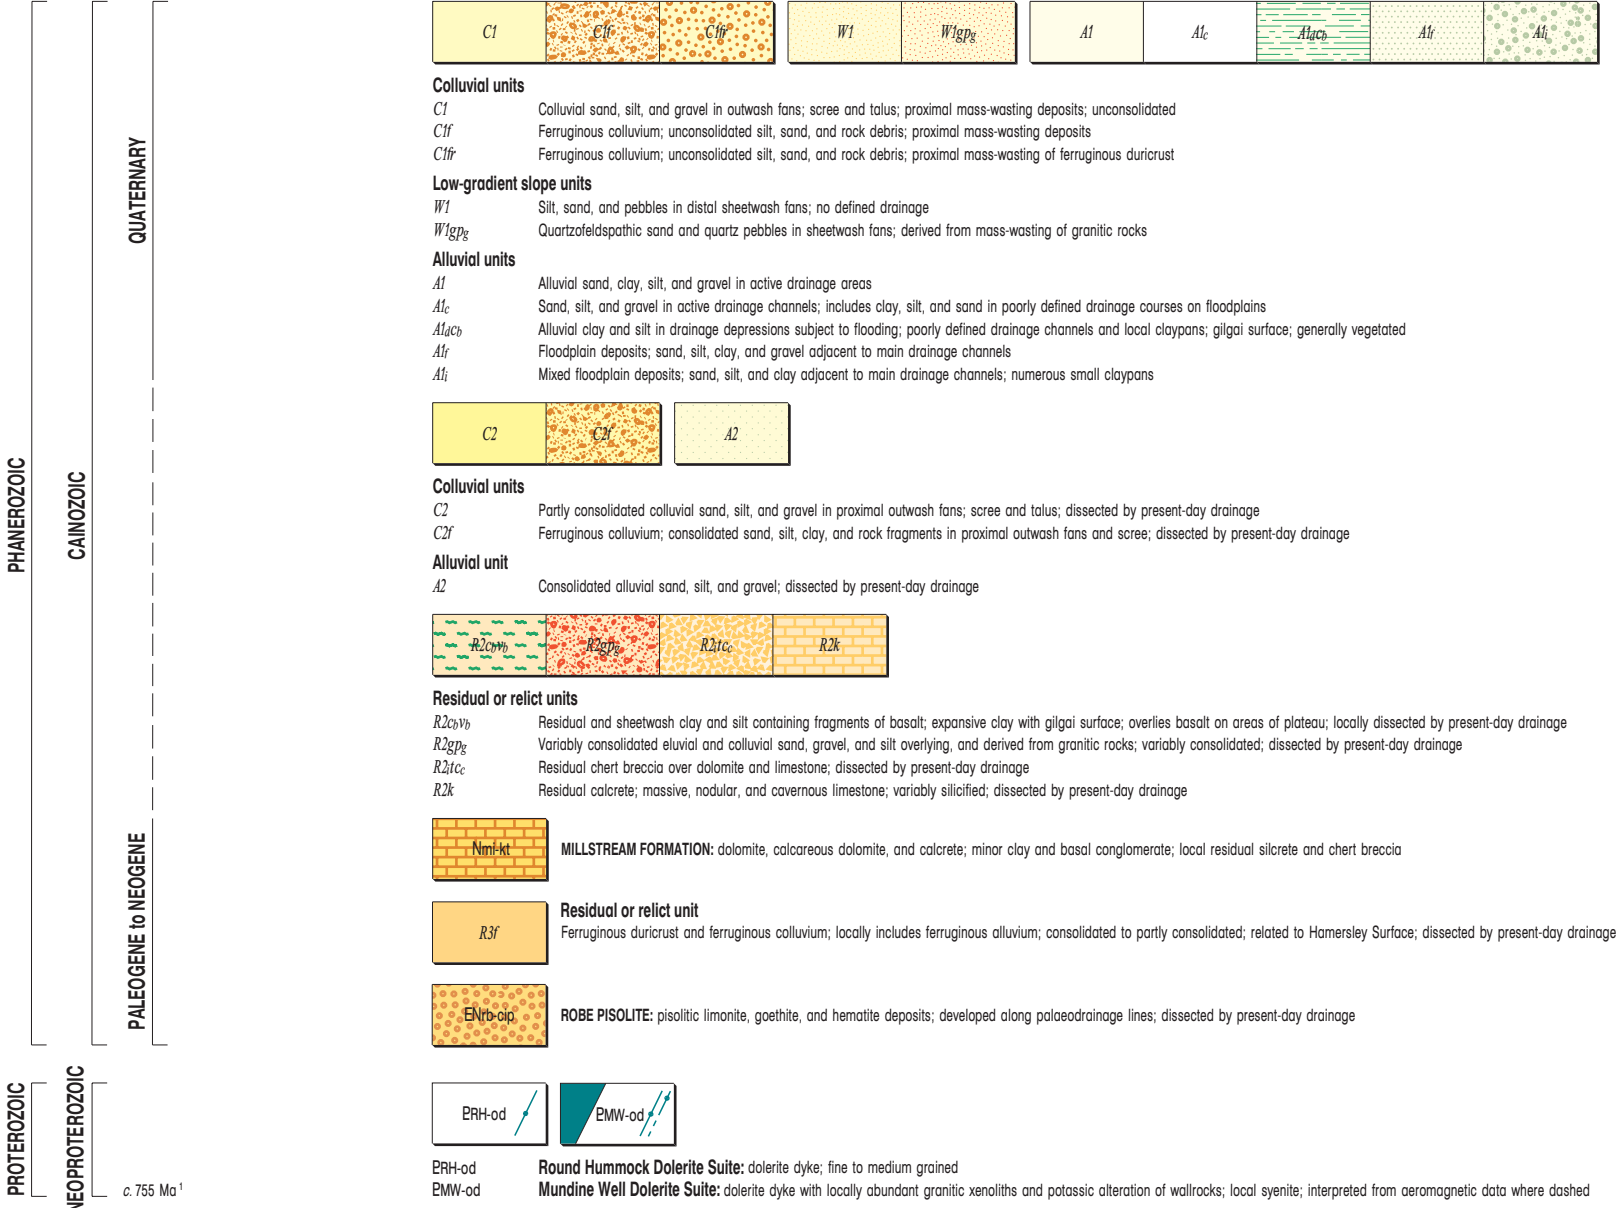 PHANEROZOIC
CAINOZOIC
QUATERNARY
PALEOGENE to NEOGENE
C1 C1f C1fr W1 W1gpg A1 A1c A1dcb A1f A1i
Colluvial units
C1 Colluvial sand, silt, and gravel in outwash fans; scree and talus; proximal mass-wasting deposits; unconsolidated
C1f Ferruginous colluvium; unconsolidated silt, sand, and rock debris; proximal mass-wasting deposits
C1fr Ferruginous colluvium; unconsolidated silt, sand, and rock debris; proximal mass-wasting of ferruginous duricrust
Low-gradient slope units
W1 Silt, sand, and pebbles in distal sheetwash fans; no defined drainage
W1gpg Quartzofeldspathic sand and quartz pebbles in sheetwash fans; derived from mass-wasting of granitic rocks
Alluvial units
A1 Alluvial sand, clay, silt, and gravel in active drainage areas
A1c Sand, silt, and gravel in active drainage channels; includes clay, silt, and sand in poorly defined drainage courses on floodplains
A1dcb Alluvial clay and silt in drainage depressions subject to flooding; poorly defined drainage channels and local claypans; gilgai surface; generally vegetated
A1f Floodplain deposits; sand, silt, clay, and gravel adjacent to main drainage channels
A1i Mixed floodplain deposits; sand, silt, and clay adjacent to main drainage channels; numerous small claypans
C2 C2f A2
Colluvial units
C2 Partly consolidated colluvial sand, silt, and gravel in proximal outwash fans; scree and talus; dissected by present-day drainage
C2f Ferruginous colluvium; consolidated sand, silt, clay, and rock fragments in proximal outwash fans and scree; dissected by present-day drainage
Alluvial unit
A2 Consolidated alluvial sand, silt, and gravel; dissected by present-day drainage
R2cbvb R2gpg R2itcc R2k
Residual or relict units
R2cbvb Residual and sheetwash clay and silt containing fragments of basalt; expansive clay with gilgai surface; overlies basalt on areas of plateau; locally dissected by present-day drainage
R2gpg Variably consolidated eluvial and colluvial sand, gravel, and silt overlying, and derived from granitic rocks; variably consolidated; dissected by present-day drainage
R2itcc Residual chert breccia over dolomite and limestone; dissected by present-day drainage
R2k Residual calcrete; massive, nodular, and cavernous limestone; variably silicified; dissected by present-day drainage
Nmi-kt MILLSTREAM FORMATION: dolomite, calcareous dolomite, and calcrete; minor clay and basal conglomerate; local residual silcrete and chert breccia
Residual or relict unit
R3f Ferruginous duricrust and ferruginous colluvium; locally includes ferruginous alluvium; consolidated to partly consolidated; related to Hamersley Surface; dissected by present-day drainage
ENrb-cip ROBE PISOLITE: pisolitic limonite, goethite, and hematite deposits; developed along palaeodrainage lines; dissected by present-day drainage
PROTEROZOIC
NEOPROTEROZOIC
c. 755 Ma 1
PRH-od PMW-od
PRH-od Round Hummock Dolerite Suite: dolerite dyke; fine to medium grained
PMW-od Mundine Well Dolerite Suite: dolerite dyke with locally abundant granitic xenoliths and potassic alteration of wallrocks; local syenite; interpreted from aeromagnetic data where dashed